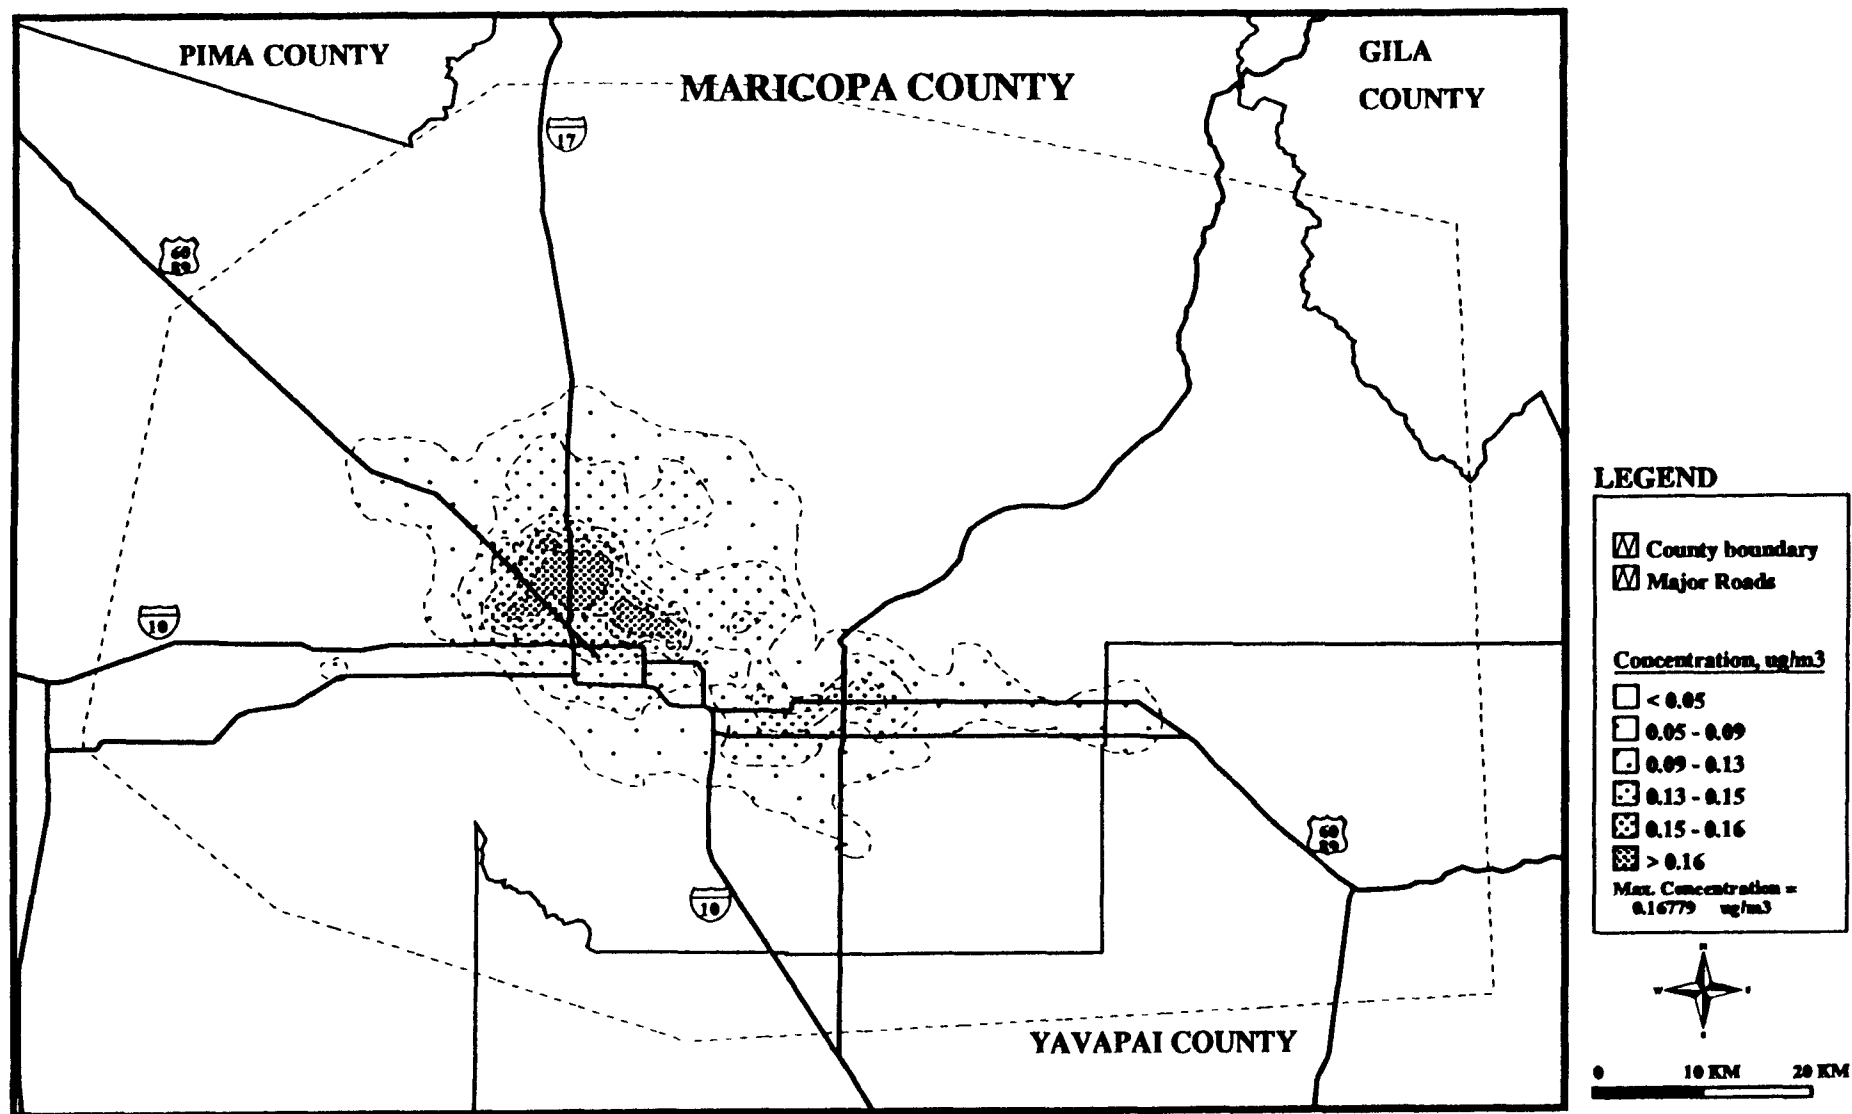 PIMA COUNTY
MARICOPA COUNTY
GILA
COUNTY
17
60
89
10
60
89
10
YAVAPAI COUNTY
LEGEND
County boundary
Major Roads
Concentration, ug/m3
< 0.05
0.05 - 0.09
0.09 - 0.13
0.13 - 0.15
0.15 - 0.16
> 0.16
Max. Concentration =
0.16779 ug/m3
0 10 KM 20 KM